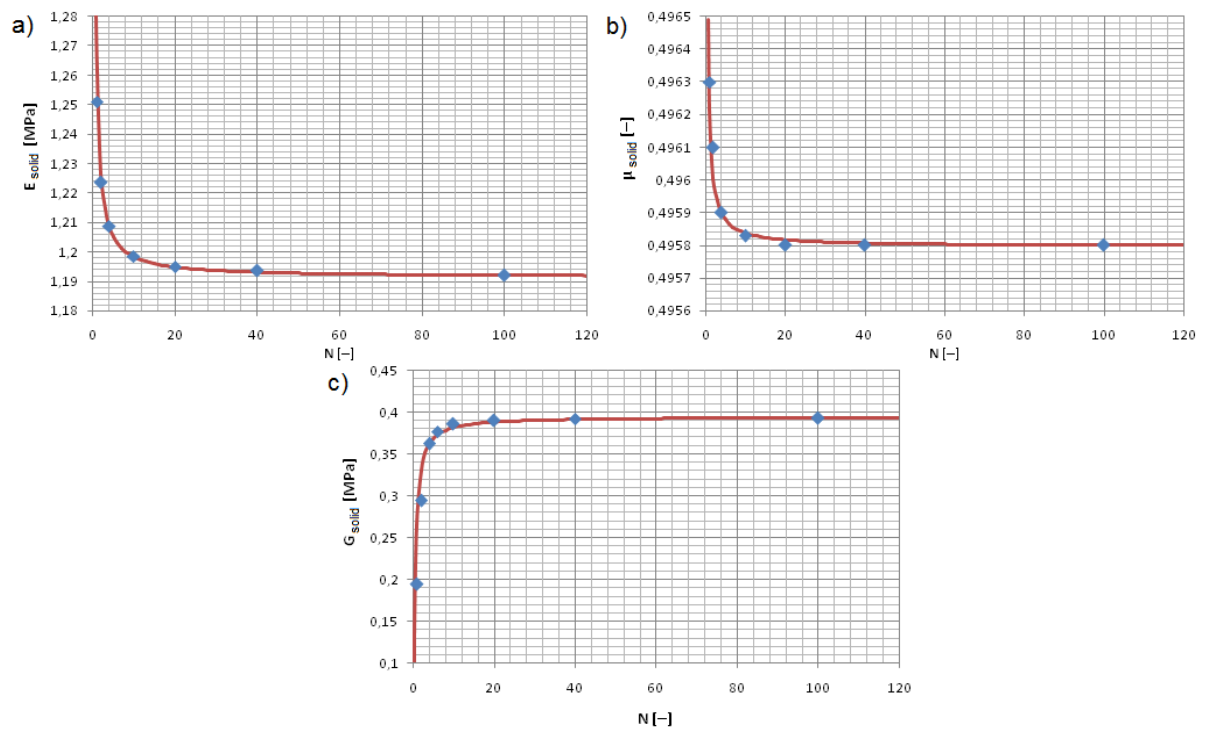 a)
1,28
1,27
1,26
1,25
1,24
1,23
1,22
1,21
1,2
1,19
1,18
E solid [MPa]
0 20 40 60 80 100 120
N [–]
b)
0,4965
0,4964
0,4963
0,4962
0,4961
0,496
0,4959
0,4958
0,4957
0,4956
μ solid [–]
0 20 40 60 80 100 120
N [–]
c)
0,45
0,4
0,35
0,3
0,25
0,2
0,15
0,1
G solid [MPa]
0 20 40 60 80 100 120
N [–]